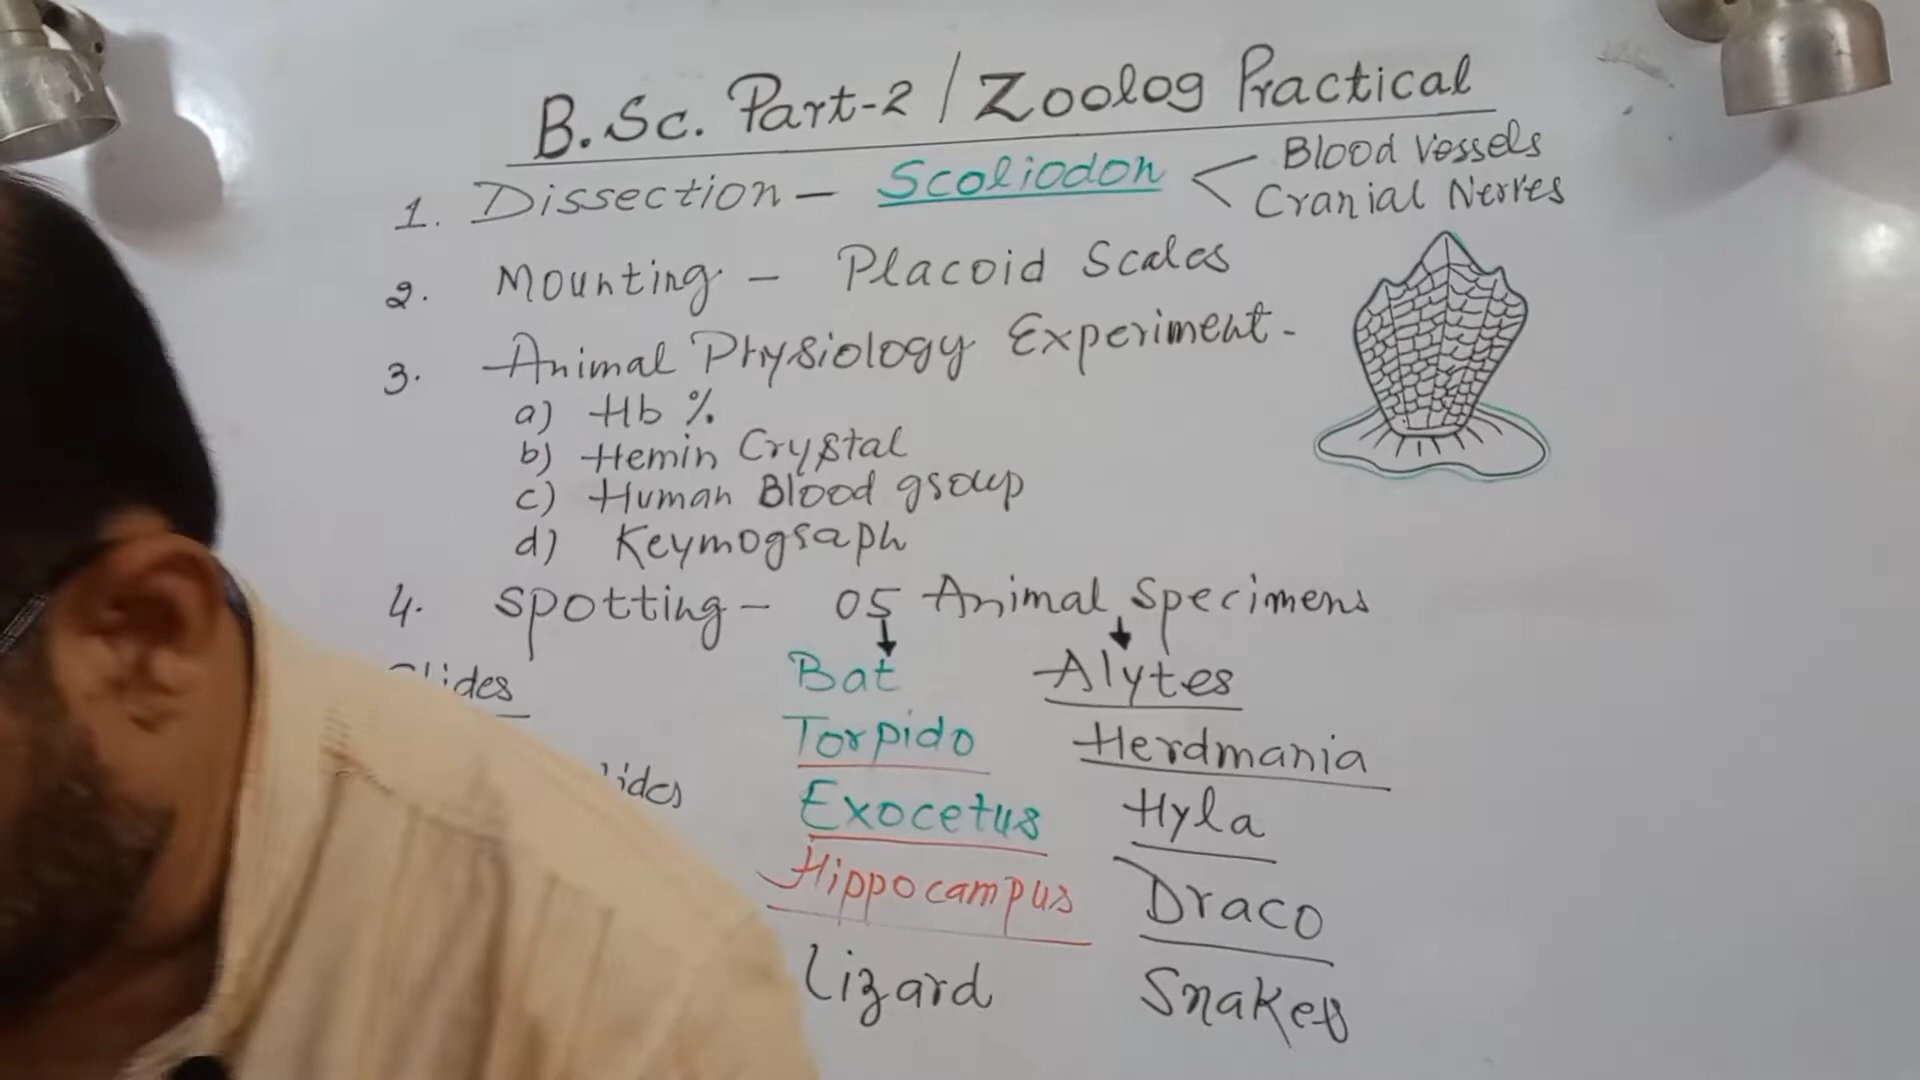 B.Sc. Part-2 / Zoolog Practical
1. Dissection - Scoliodon < Blood Vessels
Cranial Nerves
2. Mounting - Placoid Scales
3. Animal Physiology Experiment -
a) Hb %
b) Hemin Crystal
c) Human Blood group
d) Keymograph
4. Spotting - 05 Animal Specimens
Slides
Bat
Alytes
Torpido
Herdmania
Exocetus
Hyla
Hippocampus
Draco
Lizard
Snakes